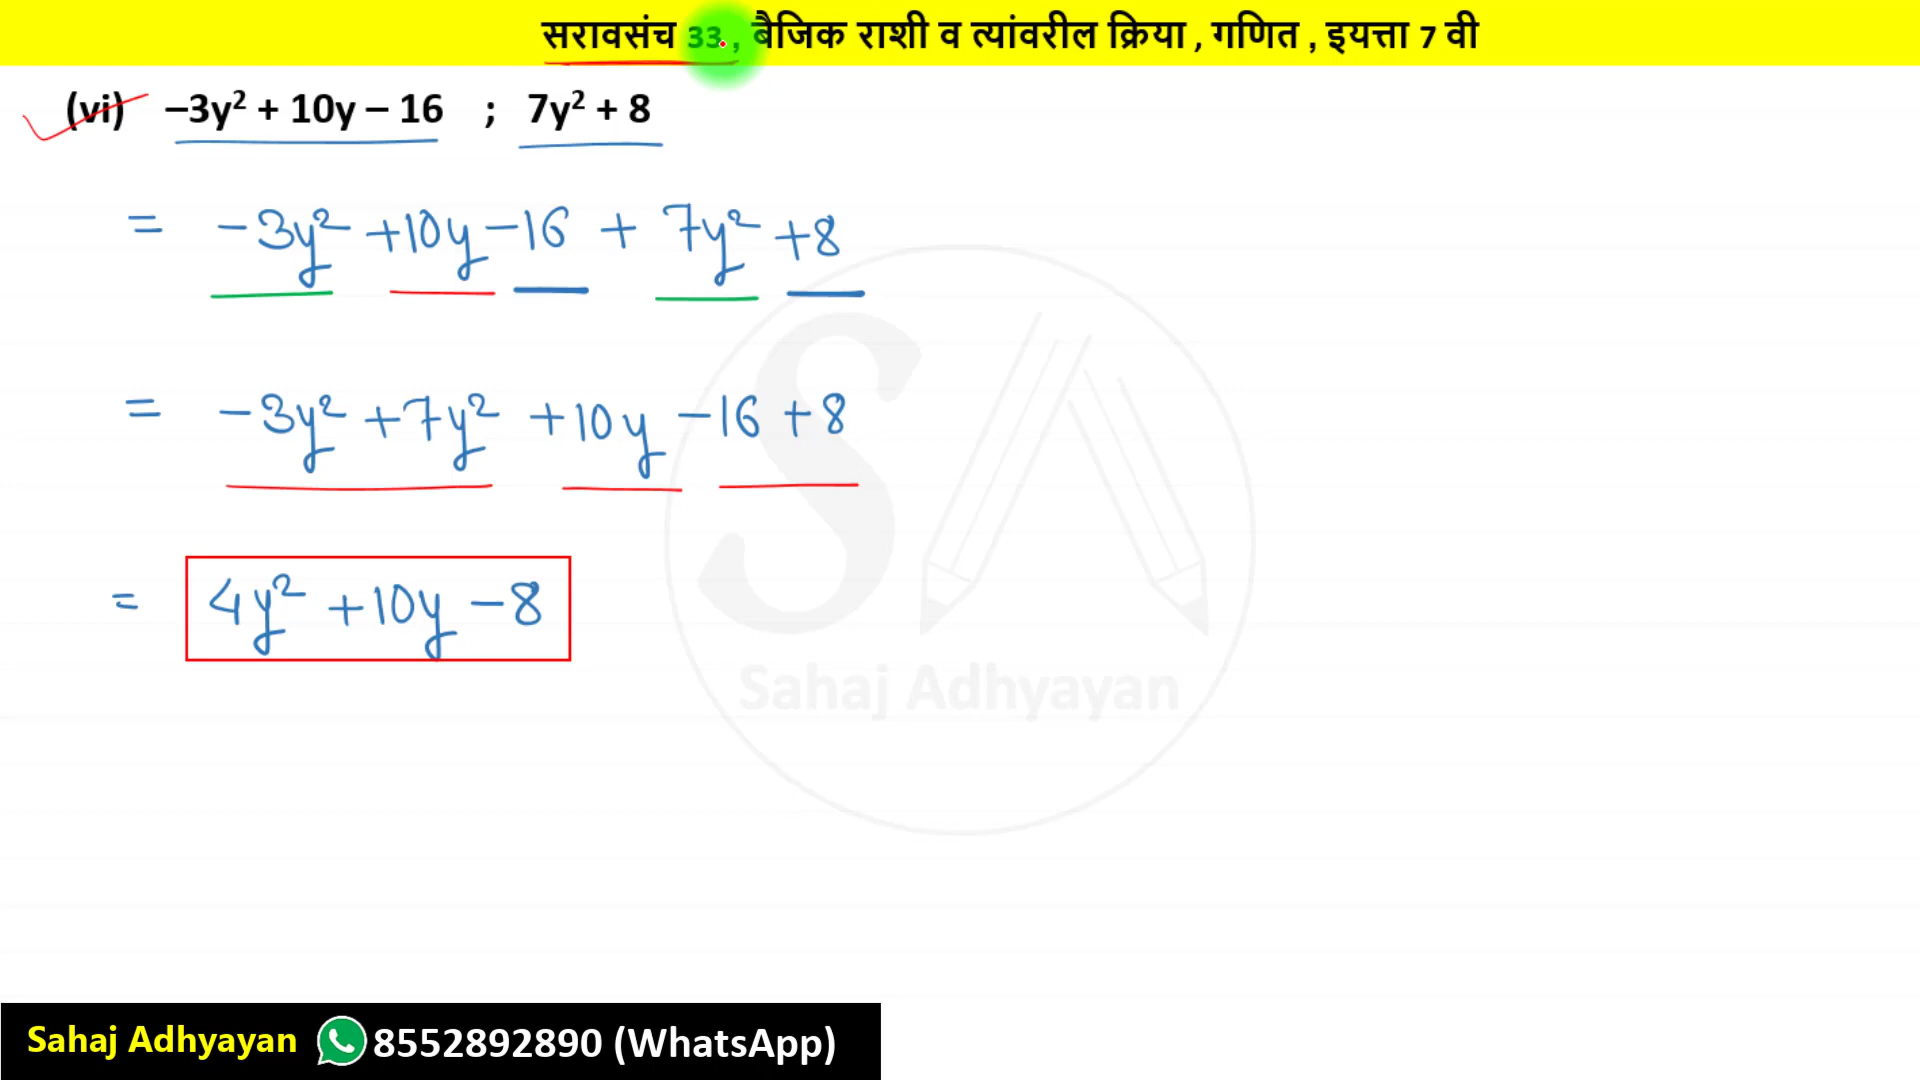 सरावसंच 33 , बैजिक राशी व त्यांवरील क्रिया , गणित , इयत्ता 7 वी
(vi) –3y² + 10y – 16 ; 7y² + 8
= -3y² +10y -16 + 7y² +8
= -3y² +7y² +10y -16 +8
= 4y² +10y -8
Sahaj Adhyayan
Sahaj Adhyayan 8552892890 (WhatsApp)